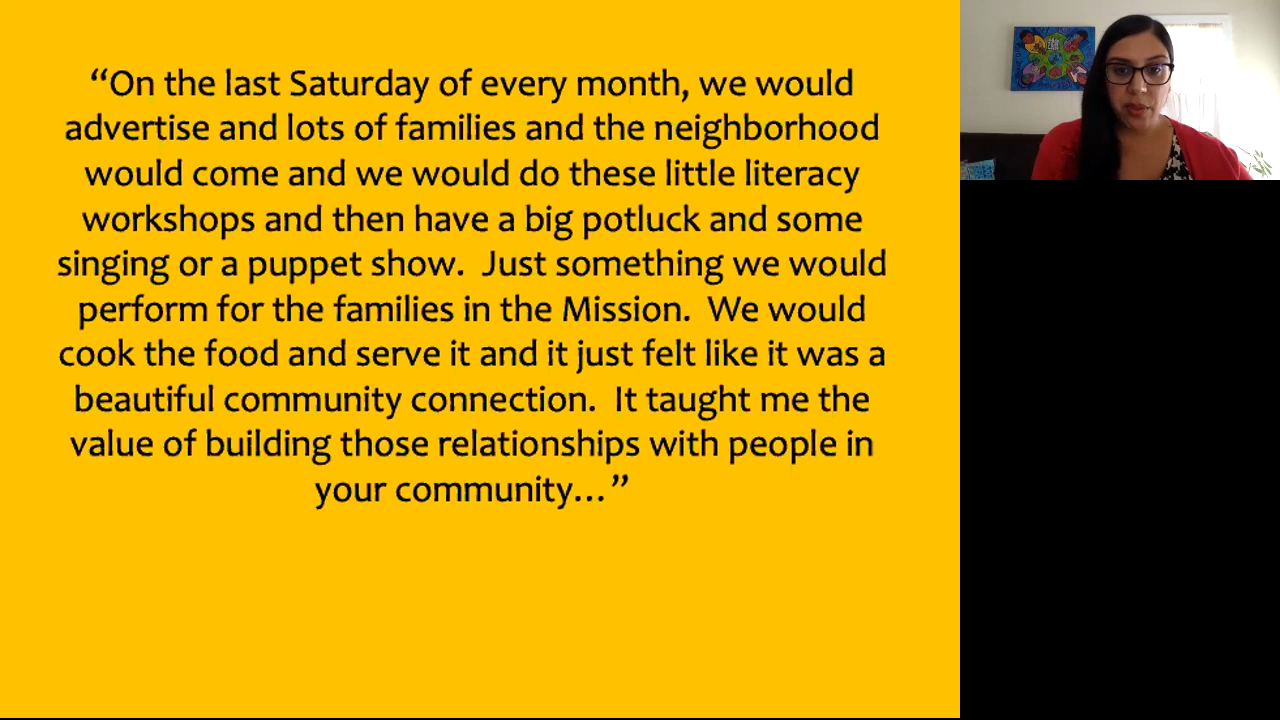 “On the last Saturday of every month, we would
advertise and lots of families and the neighborhood
would come and we would do these little literacy
workshops and then have a big potluck and some
singing or a puppet show.  Just something we would
perform for the families in the Mission.  We would
cook the food and serve it and it just felt like it was a
beautiful community connection.  It taught me the
value of building those relationships with people in
your community…”